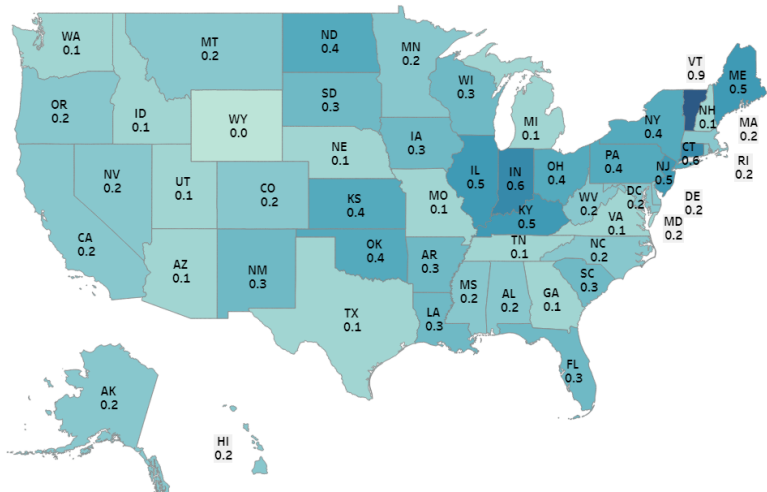 WA
0.1
MT
0.2
ND
0.4
MN
0.2
VT
0.9
ME
0.5
OR
0.2
ID
0.1
WY
0.0
SD
0.3
WI
0.3
MI
0.1
NY
0.4
NH
0.1
MA
0.2
NV
0.2
UT
0.1
CO
0.2
NE
0.1
IA
0.3
IL
0.5
IN
0.6
OH
0.4
PA
0.4
NJ
0.5
CT
0.6
RI
0.2
CA
0.2
AZ
0.1
NM
0.3
KS
0.4
OK
0.4
MO
0.1
KY
0.5
WV
0.2
VA
0.1
DC
0.2
DE
0.2
MD
0.2
TX
0.1
AR
0.3
LA
0.3
TN
0.1
MS
0.2
AL
0.2
GA
0.1
NC
0.2
SC
0.3
FL
0.3
AK
0.2
HI
0.2